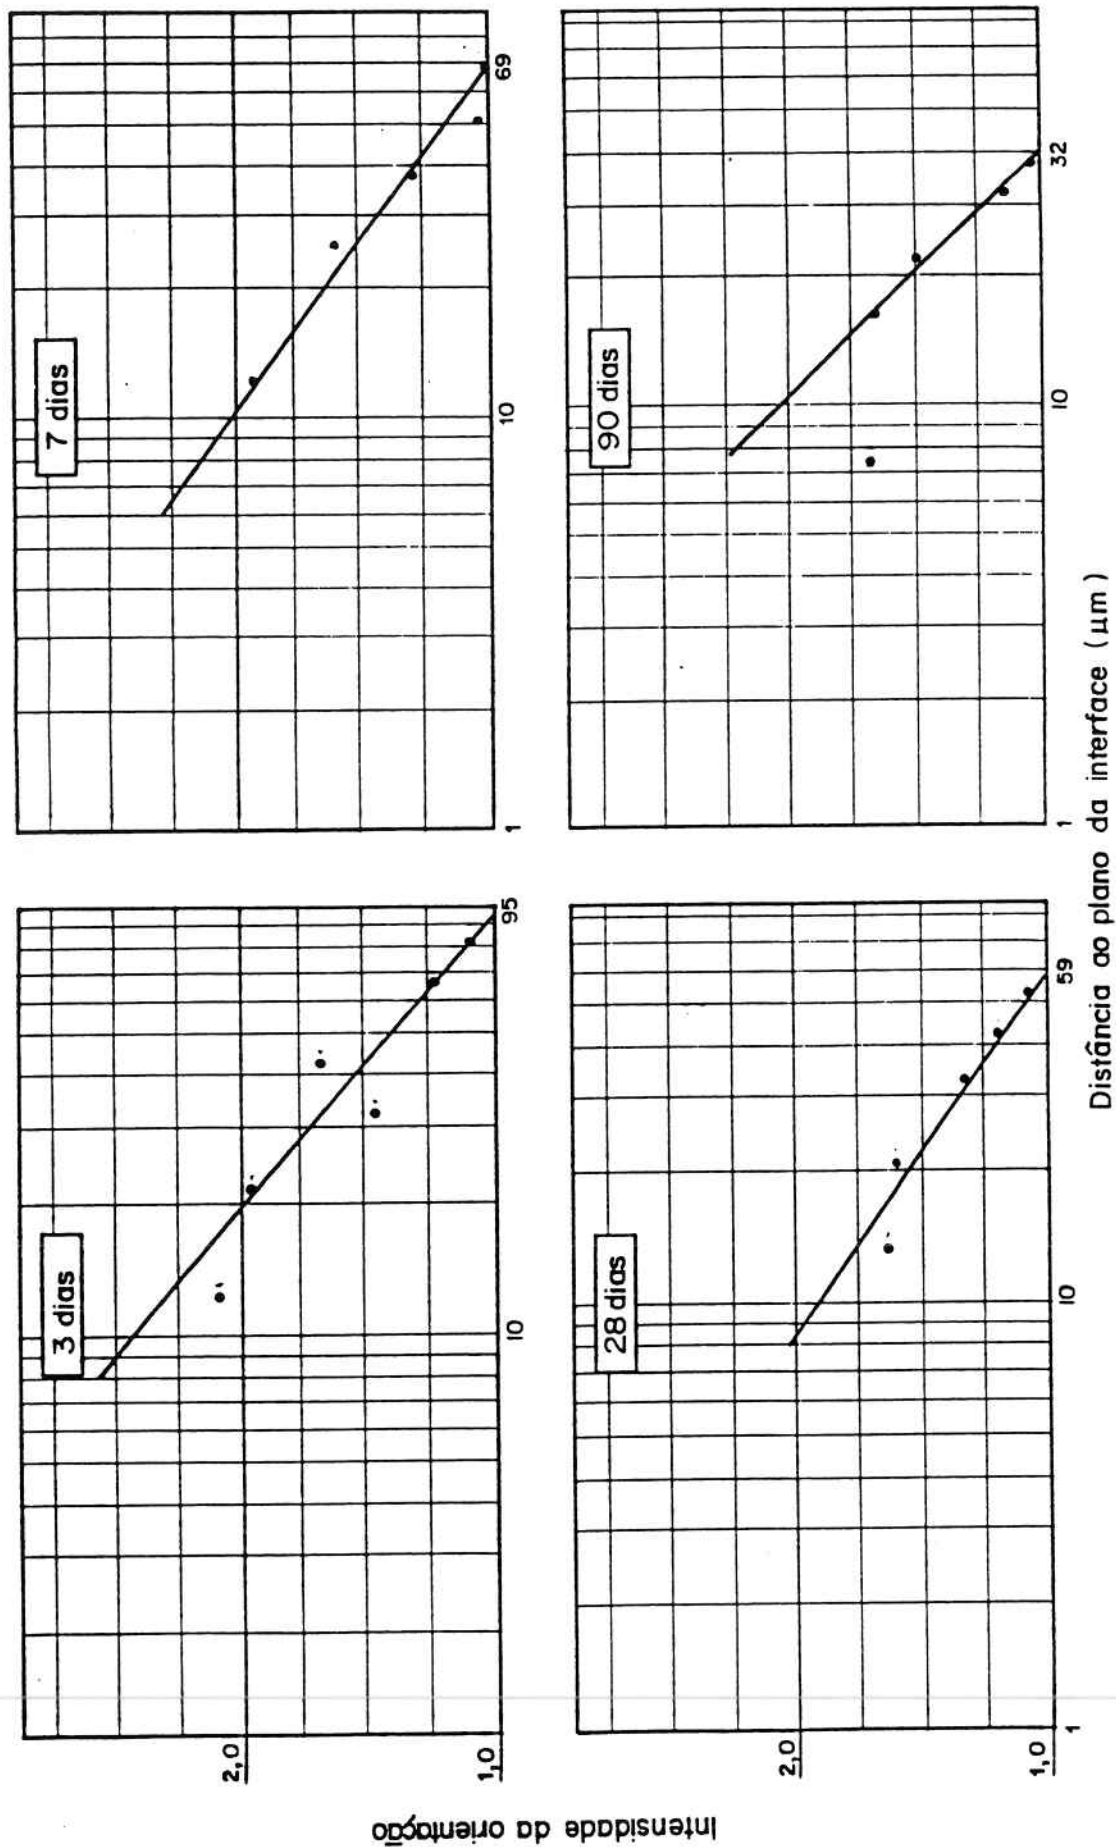 Intensidade da orientação
3 dias
2,0
1,0
10
95
7 dias
1
10
69
28 dias
2,0
1,0
1
10
59
90 dias
1
10
32
Distância ao plano da interface (μm)